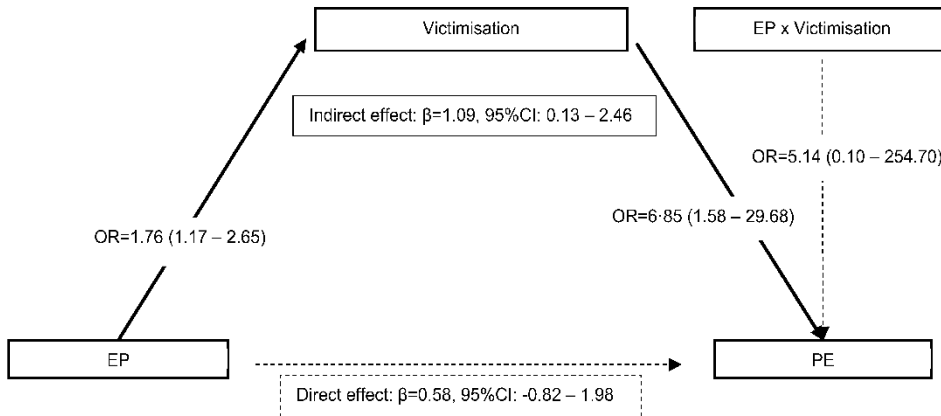 Victimisation
EP x Victimisation
Indirect effect: β=1.09, 95%CI: 0.13 – 2.46
OR=5.14 (0.10 – 254.70)
OR=6·85 (1.58 – 29.68)
OR=1.76 (1.17 – 2.65)
EP
PE
Direct effect: β=0.58, 95%CI: -0.82 – 1.98